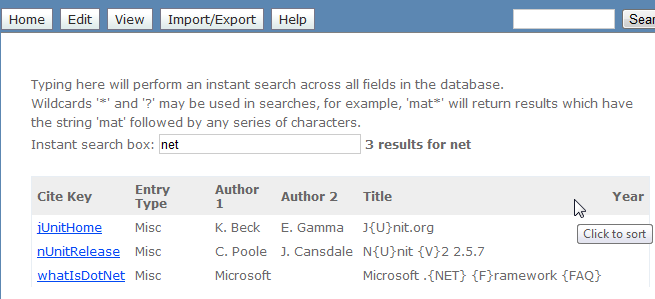 Home Edit View Import/Export Help Sear
Typing here will perform an instant search across all fields in the database.
Wildcards '*' and '?' may be used in searches, for example, 'mat*' will return results which have
the string 'mat' followed by any series of characters.
Instant search box: net 3 results for net
Cite Key Entry Type Author 1 Author 2 Title Year
Click to sort
jUnitHome Misc K. Beck E. Gamma J{U}nit.org
nUnitRelease Misc C. Poole J. Cansdale N{U}nit {V}2 2.5.7
whatIsDotNet Misc Microsoft Microsoft .{NET} {F}ramework {FAQ}